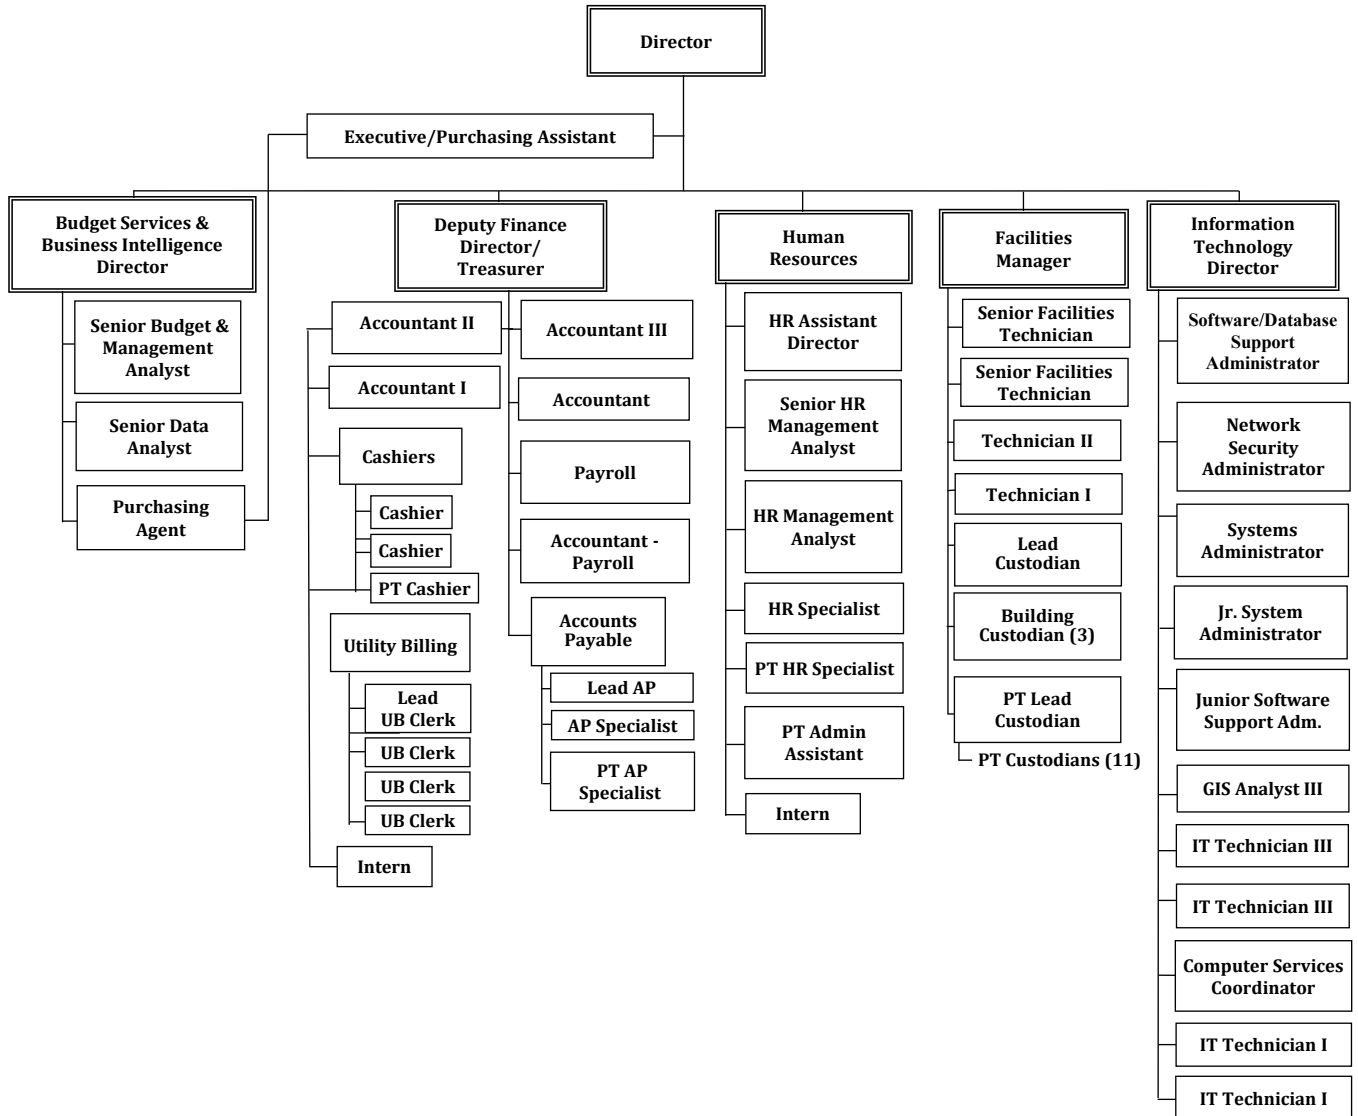 Director
Executive/Purchasing Assistant
Budget Services &
Business Intelligence
Director
Senior Budget &
Management
Analyst
Senior Data
Analyst
Purchasing
Agent
Deputy Finance
Director/
Treasurer
Accountant II
Accountant I
Cashiers
Cashier
Cashier
PT Cashier
Utility Billing
Lead
UB Clerk
UB Clerk
UB Clerk
UB Clerk
Intern
Accountant III
Accountant
Payroll
Accountant -
Payroll
Accounts
Payable
Lead AP
AP Specialist
PT AP
Specialist
Human
Resources
HR Assistant
Director
Senior HR
Management
Analyst
HR Management
Analyst
HR Specialist
PT HR Specialist
PT Admin
Assistant
Intern
Facilities
Manager
Senior Facilities
Technician
Senior Facilities
Technician
Technician II
Technician I
Lead
Custodian
Building
Custodian (3)
PT Lead
Custodian
PT Custodians (11)
Information
Technology
Director
Software/Database
Support
Administrator
Network
Security
Administrator
Systems
Administrator
Jr. System
Administrator
Junior Software
Support Adm.
GIS Analyst III
IT Technician III
IT Technician III
Computer Services
Coordinator
IT Technician I
IT Technician I